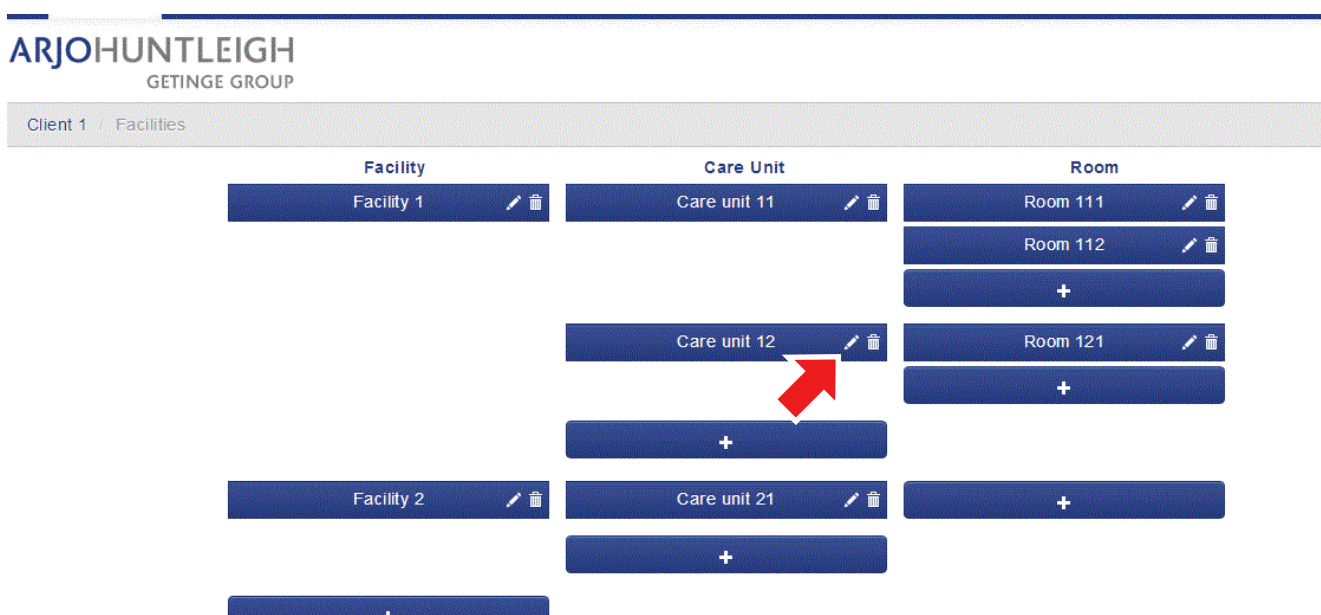 ARJOHUNTLEIGH
GETINGE GROUP
Client 1 / Facilities
Facility Care Unit Room
Facility 1 Care unit 11 Room 111
Room 112
+
Care unit 12 Room 121
+
+
Facility 2 Care unit 21 +
+
+